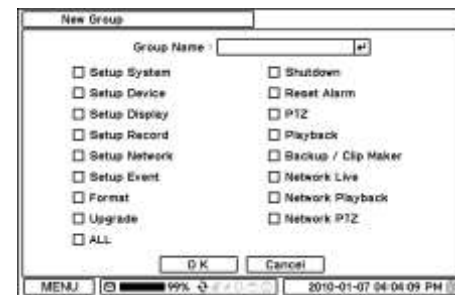 New Group
Group Name :
Setup System
Shutdown
Setup Device
Reset Alarm
Setup Display
PTZ
Setup Record
Playback
Setup Network
Backup / Clip Maker
Setup Event
Network Live
Format
Network Playback
Upgrade
Network PTZ
ALL
OK Cancel
MENU 99% 2010-01-07 04:04:09 PM